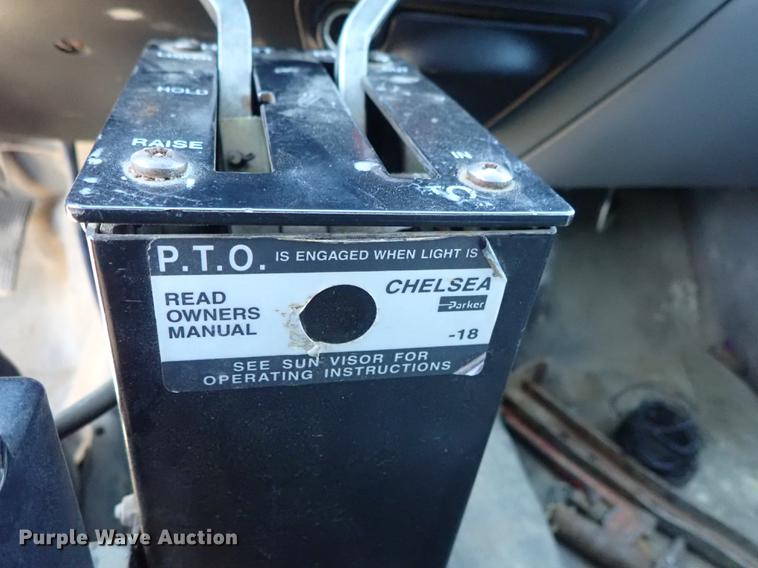 HOLD
RAISE
IN
P.T.O. IS ENGAGED WHEN LIGHT IS
READ
OWNERS
MANUAL
CHELSEA
Parker
-18
SEE SUN VISOR FOR
OPERATING INSTRUCTIONS
Purple Wave Auction